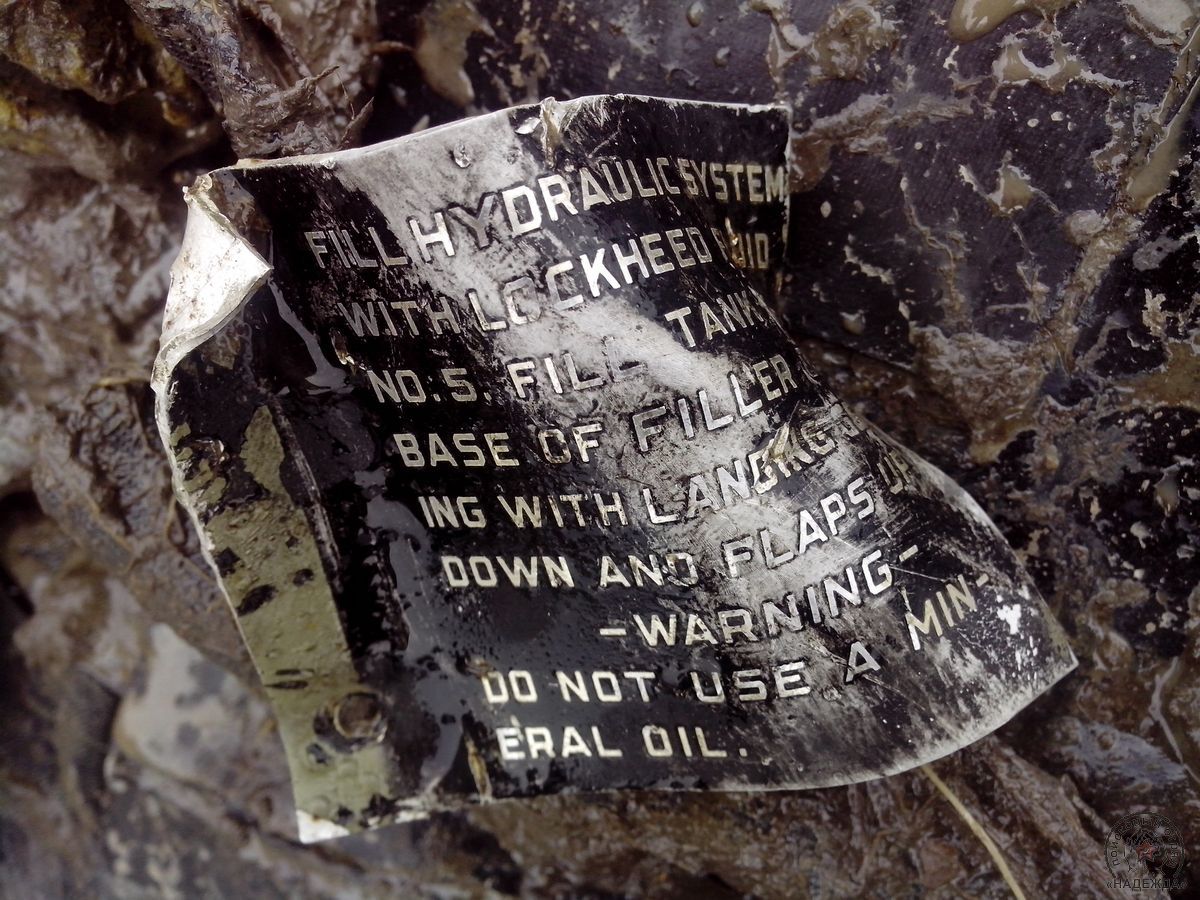 FILL HYDRAULIC SYSTEM
WITH LOCKHEED
NO. 5. FILL TANK
BASE OF FILLER
ING WITH LANDING
DOWN AND FLAPS
-WARNING-
DO NOT USE A MIN-
ERAL OIL.
«НАДЕЖДА»